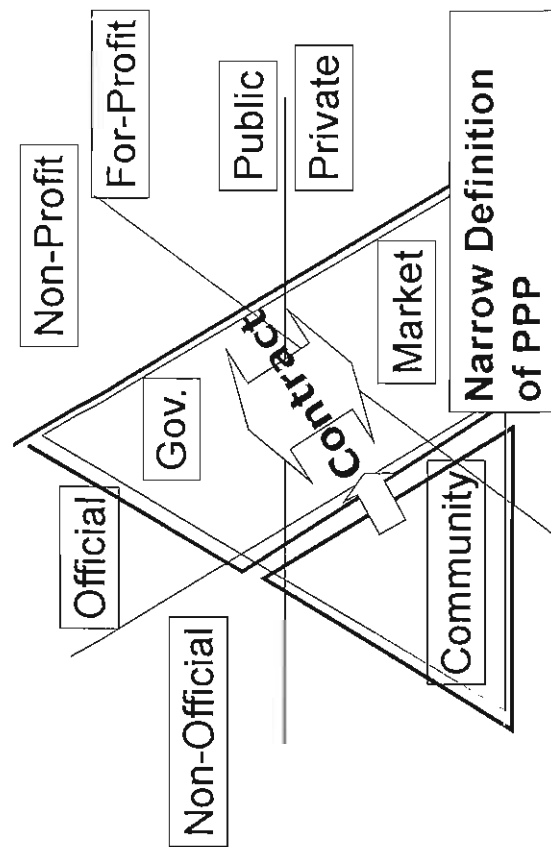 Non-Profit
For-Profit
Official
Non-Official
Gov.
Public
Private
Contract
Market
Community
Narrow Definition
of PPP